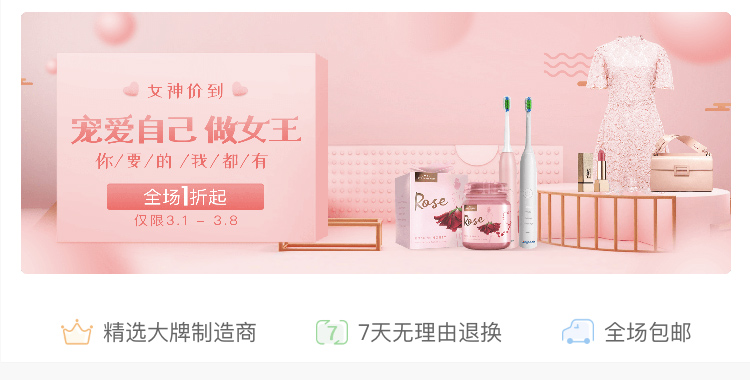 女神价到
宠爱自己 做女王
你/要/的/我/都/有
全场1折起
仅限3.1 - 3.8
Rose
Rose
7
精选大牌制造商
7天无理由退换
全场包邮